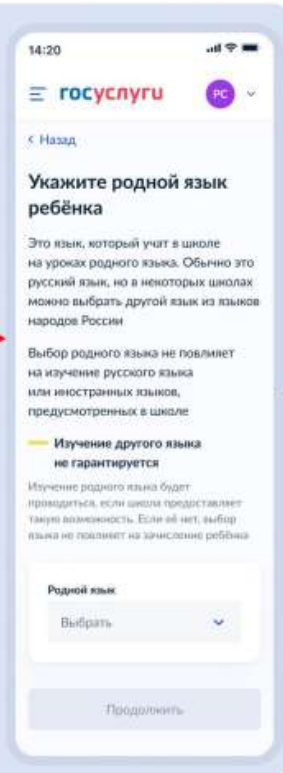 14:20
госуслуги
РС
< Назад
Укажите родной язык
ребёнка
Это язык, который учат в школе
на уроках родного языка. Обычно это
русский язык, но в некоторых школах
можно выбрать другой язык из языков
народов России
Выбор родного языка не повлияет
на изучение русского языка
или иностранных языков,
предусмотренных в школе
Изучение другого языка
не гарантируется
Изучение родного языка будет
проводиться, если школа предоставляет
такую возможность. Если её нет, выбор
языка не повлияет на зачисление ребёнка
Родной язык
Выбрать
Продолжить